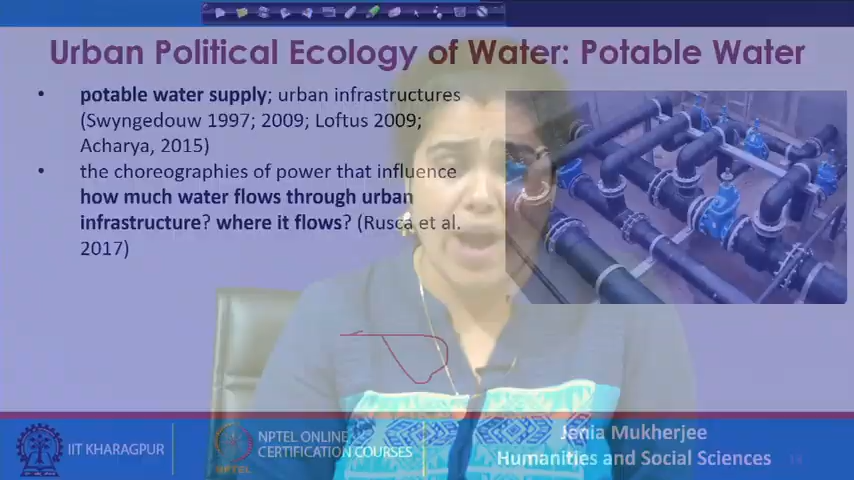 Urban Political Ecology of Water: Potable Water
• potable water supply; urban infrastructures
(Swyngedouw 1997; 2009; Loftus 2009;
Acharya, 2015)
• the choreographies of power that influence
how much water flows through urban
infrastructure? where it flows? (Rusca et al.
2017)
IIT KHARAGPUR
NPTEL
NPTEL ONLINE
CERTIFICATION COURSES
Jenia Mukherjee
Humanities and Social Sciences